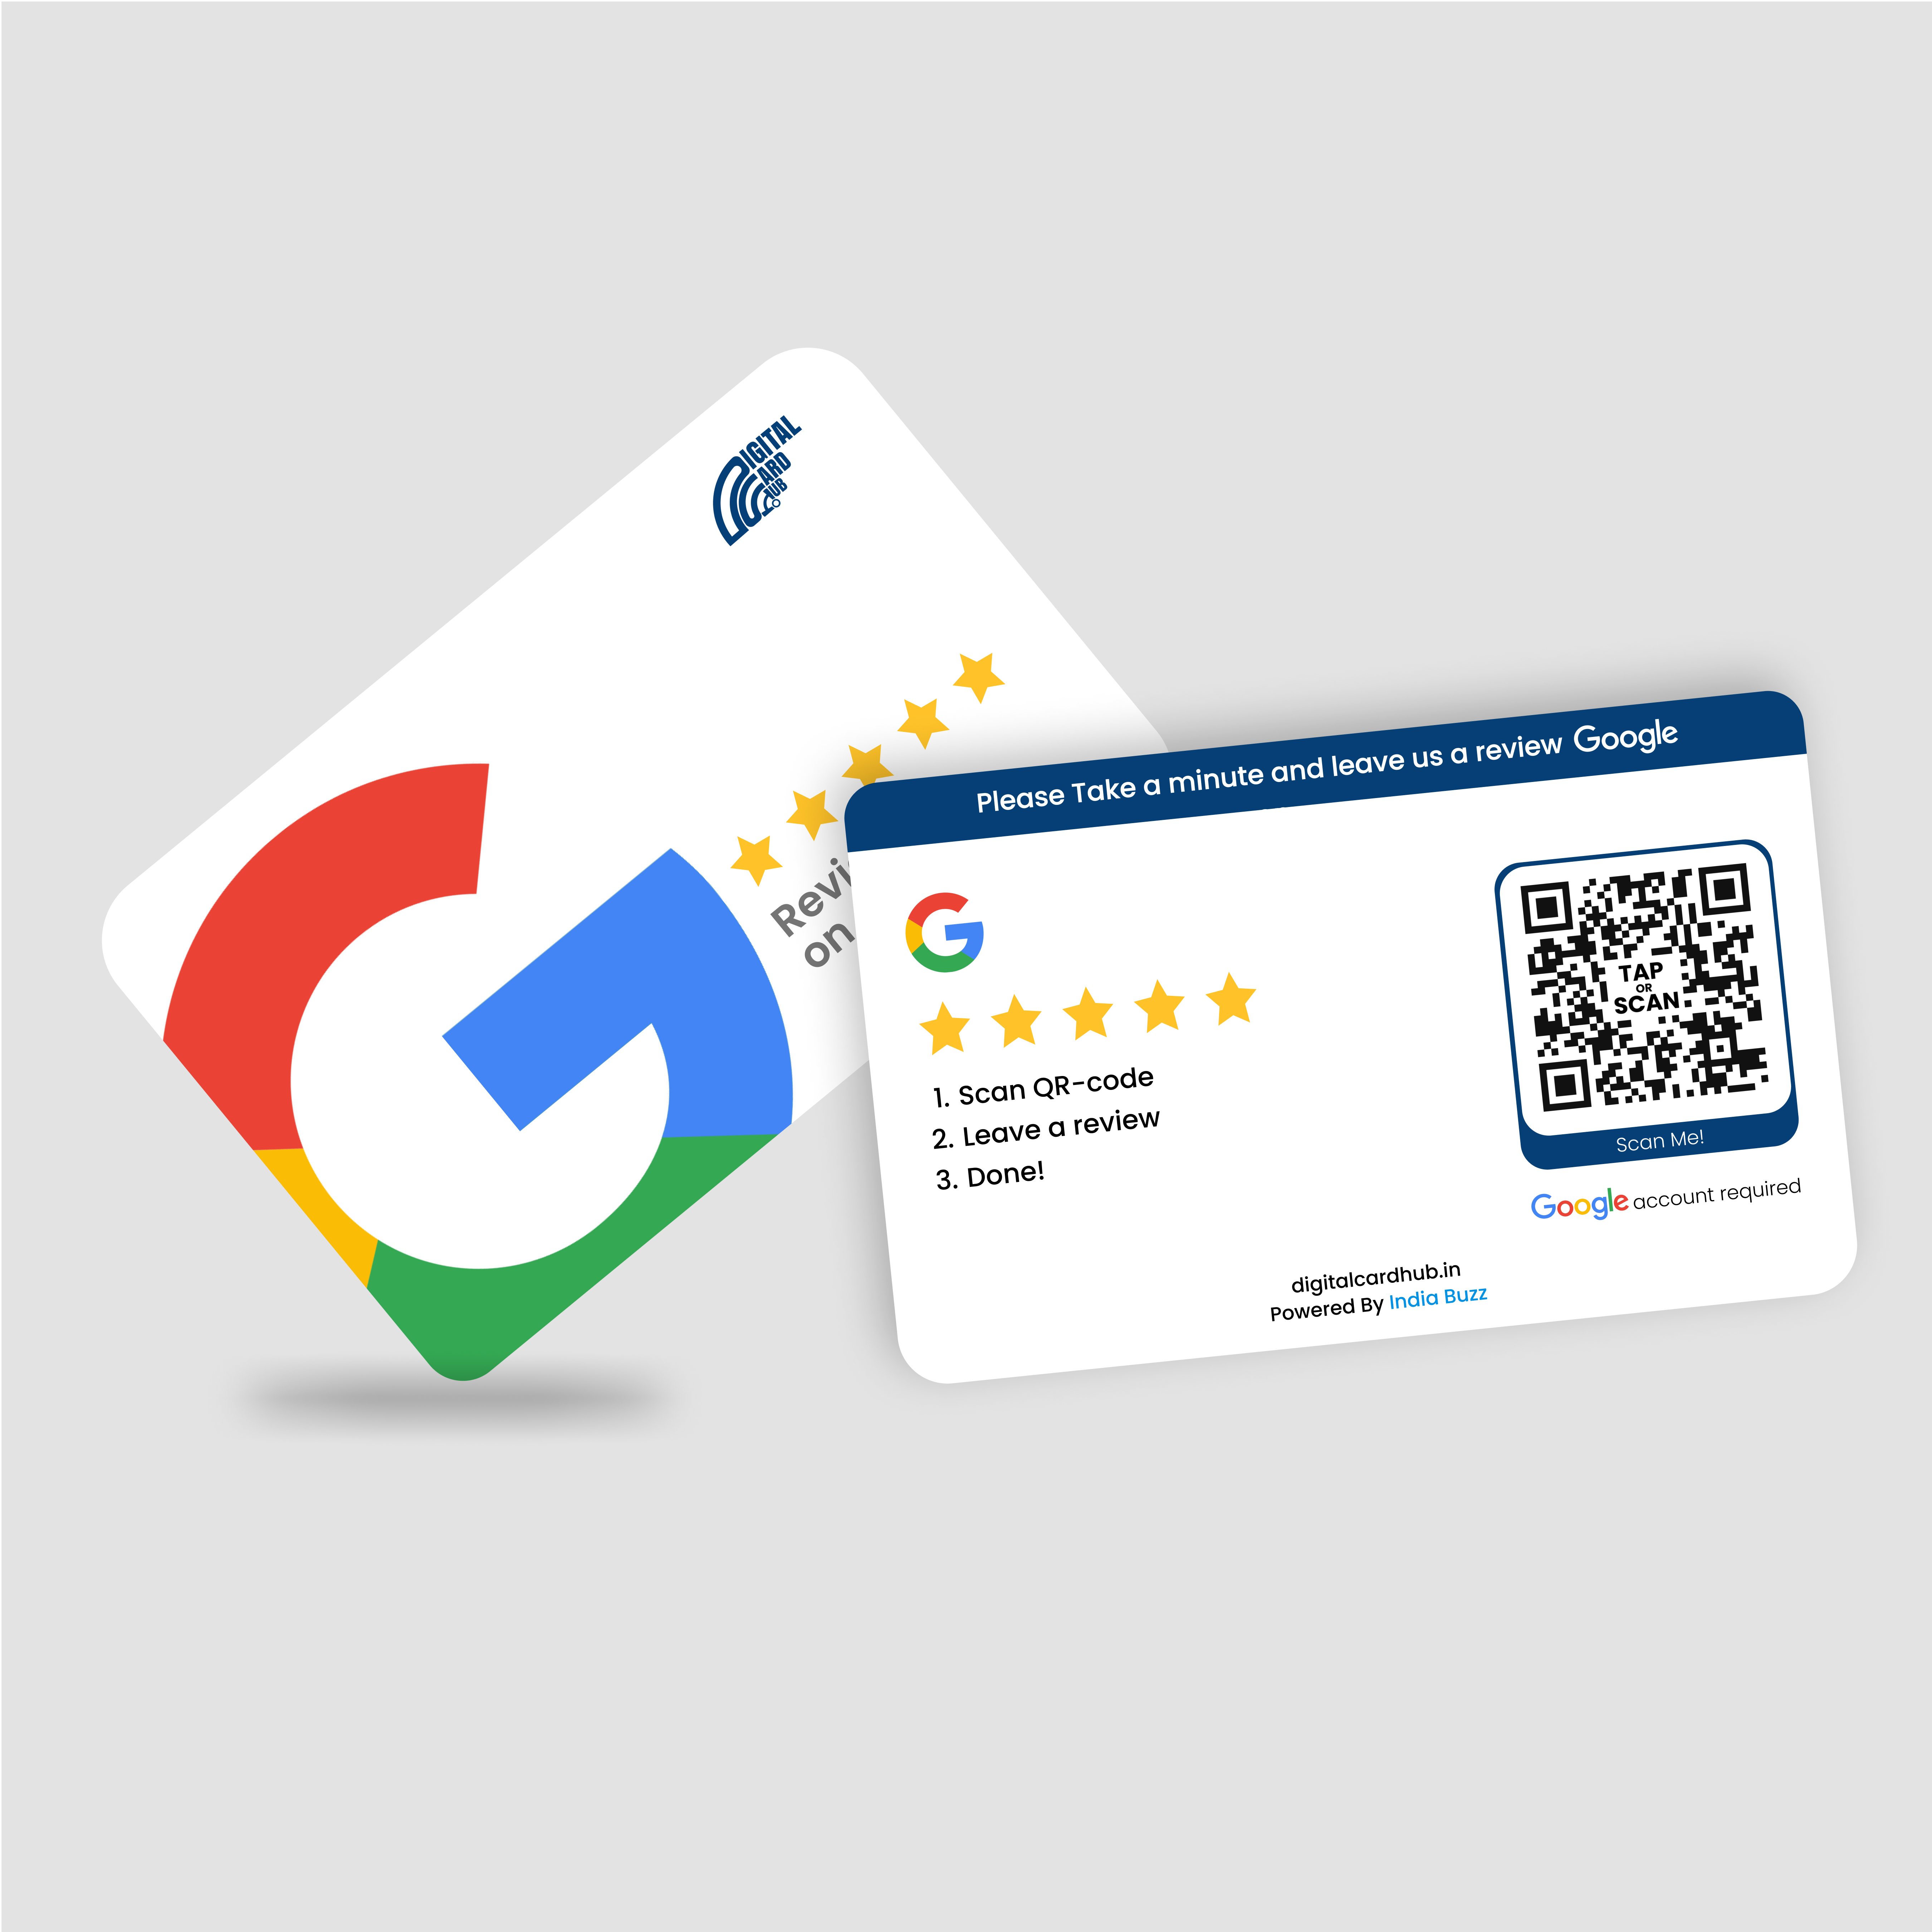 DIGITAL
CARD
HUB
Revi
on
Please Take a minute and leave us a review Google
1. Scan QR-code
2. Leave a review
3. Done!
TAP
OR
SCAN
Scan Me!
Google account required
digitalcardhub.in
Powered By India Buzz